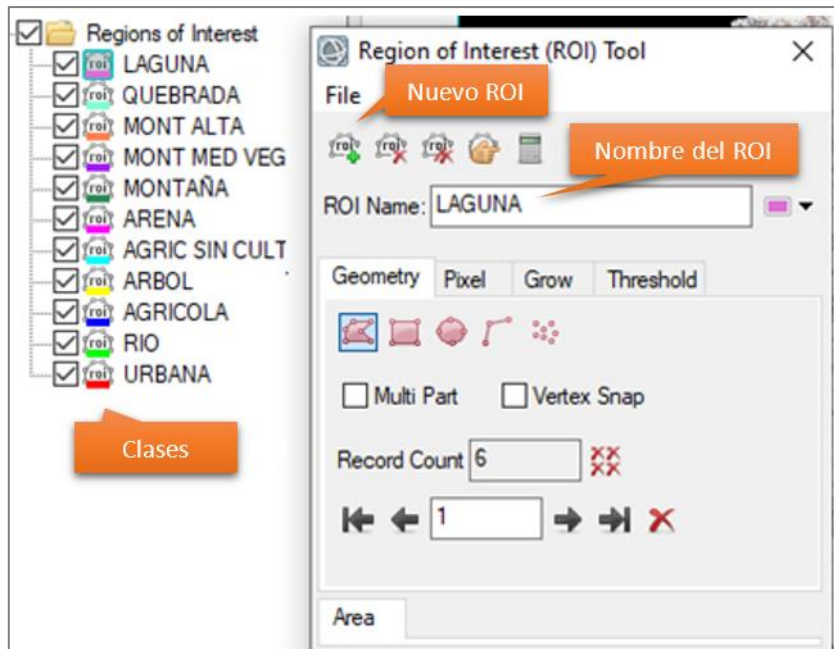 Regions of Interest
LAGUNA
QUEBRADA
MONT ALTA
MONT MED VEG
MONTAÑA
ARENA
AGRIC SIN CULT
ARBOL
AGRICOLA
RIO
URBANA
Clases
Region of Interest (ROI) Tool
File
Nuevo ROI
Nombre del ROI
ROI Name: LAGUNA
Geometry Pixel Grow Threshold
Multi Part Vertex Snap
Record Count 6
1
Area